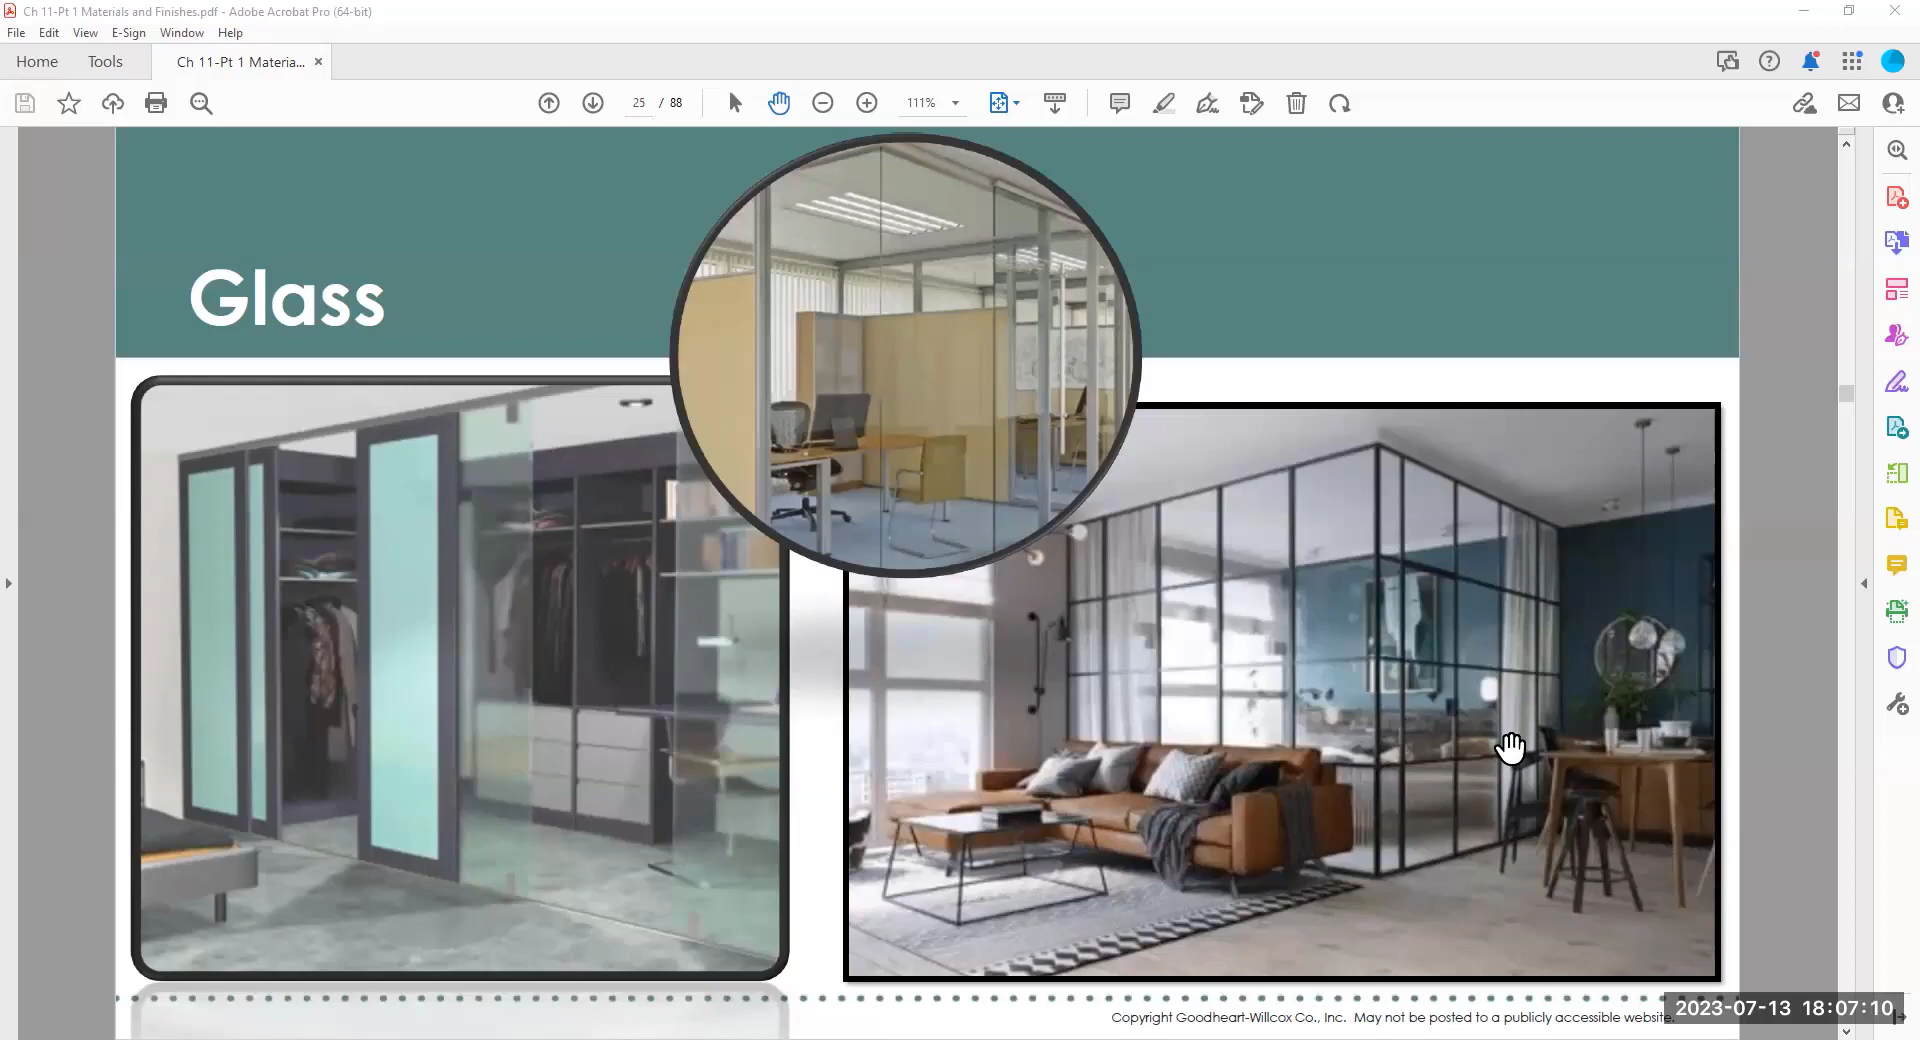 Ch 11-Pt 1 Materials and Finishes.pdf - Adobe Acrobat Pro (64-bit)
File Edit View E-Sign Window Help
Home Tools Ch 11-Pt 1 Materia... ×
25 / 88 111%
Glass
Copyright Goodheart-Willcox Co., Inc. May not be posted to a publicly accessible website.
2023-07-13 18:07:10